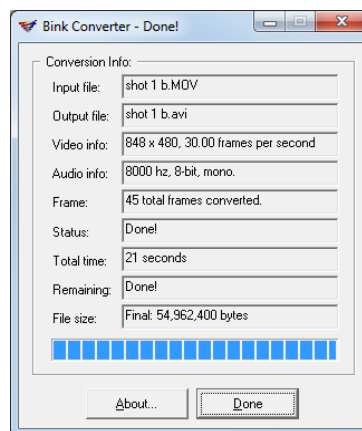 Bink Converter - Done!
Conversion Info:
Input file: shot 1 b.MOV
Output file: shot 1 b.avi
Video info: 848 x 480, 30.00 frames per second
Audio info: 8000 hz, 8-bit, mono.
Frame: 45 total frames converted.
Status: Done!
Total time: 21 seconds
Remaining: Done!
File size: Final: 54,962,400 bytes
About... Done